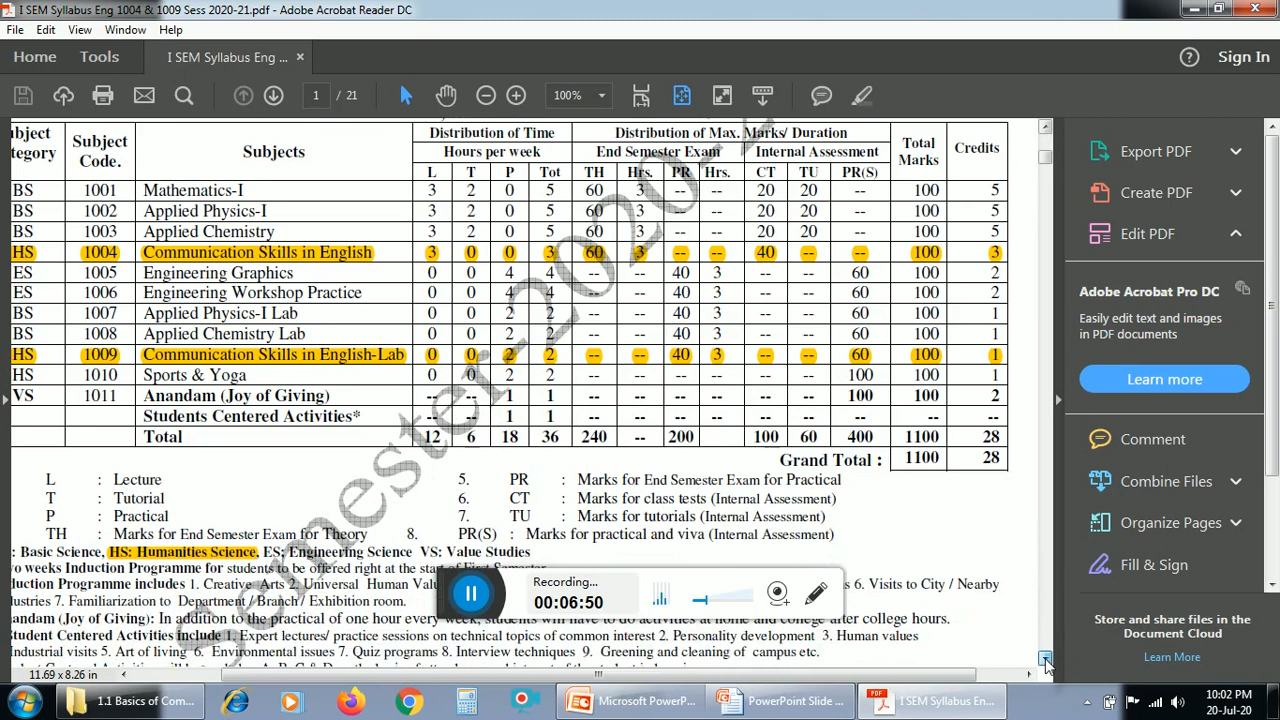 I SEM Syllabus Eng 1004 & 1009 Sess 2020-21.pdf - Adobe Acrobat Reader DC
File Edit View Window Help
Home Tools I SEM Syllabus Eng ... × Sign In
1 / 21 100%
ubject tegory Subject Code. Subjects Distribution of Time Hours per week Distribution of Max. Marks/ Duration End Semester Exam Internal Assessment Total Marks Credits
L T P Tot TH Hrs. PR Hrs. CT TU PR(S)
BS 1001 Mathematics-I 3 2 0 5 60 3 -- -- 20 20 -- 100 5
BS 1002 Applied Physics-I 3 2 0 5 60 3 -- -- 20 20 -- 100 5
BS 1003 Applied Chemistry 3 2 0 5 60 3 -- -- 20 20 -- 100 5
HS 1004 Communication Skills in English 3 0 0 3 60 3 -- -- 40 -- -- 100 3
ES 1005 Engineering Graphics 0 0 4 4 -- -- 40 3 -- -- 60 100 2
ES 1006 Engineering Workshop Practice 0 0 4 4 -- -- 40 3 -- -- 60 100 2
BS 1007 Applied Physics-I Lab 0 0 2 2 -- -- 40 3 -- -- 60 100 1
BS 1008 Applied Chemistry Lab 0 0 2 2 -- -- 40 3 -- -- 60 100 1
HS 1009 Communication Skills in English-Lab 0 0 2 2 -- -- 40 3 -- -- 60 100 1
HS 1010 Sports & Yoga 0 0 2 2 -- -- -- -- -- -- 100 100 1
VS 1011 Anandam (Joy of Giving) -- -- 1 1 -- -- -- -- -- -- 100 100 2
Students Centered Activities* -- -- 1 1 -- -- -- -- -- -- -- -- --
Total 12 6 18 36 240 -- 200 100 60 400 1100 28
Grand Total : 1100 28
L : Lecture 5. PR : Marks for End Semester Exam for Practical
T : Tutorial 6. CT : Marks for class tests (Internal Assessment)
P : Practical 7. TU : Marks for tutorials (Internal Assessment)
TH : Marks for End Semester Exam for Theory 8. PR(S) : Marks for practical and viva (Internal Assessment)
: Basic Science, HS: Humanities Science, ES: Engineering Science VS: Value Studies
wo weeks Induction Programme for students to be offered right at the start of First Semester.
duction Programme includes 1. Creative Arts 2. Universal Human Val s 6. Visits to City / Nearby
ustries 7. Familiarization to Department / Branch / Exhibition room.
nandam (Joy of Giving): In addition to the practical of one hour every week, students will have to do activities at home and college after college hours.
tudent Centered Activities include 1. Expert lectures/ practice sessions on technical topics of common interest 2. Personality development 3. Human values
Industrial visits 5. Art of living 6. Environmental issues 7. Quiz programs 8. Interview techniques 9. Greening and cleaning of campus etc.
Semester-2020-2
Recording...
00:06:50
11.69 x 8.26 in
Export PDF
Create PDF
Edit PDF
Adobe Acrobat Pro DC
Easily edit text and images
in PDF documents
Learn more
Comment
Combine Files
Organize Pages
Fill & Sign
Store and share files in the
Document Cloud
Learn More
1.1 Basics of Com... Microsoft PowerP... PowerPoint Slide ... I SEM Syllabus En...
PDF
10:02 PM
20-Jul-20